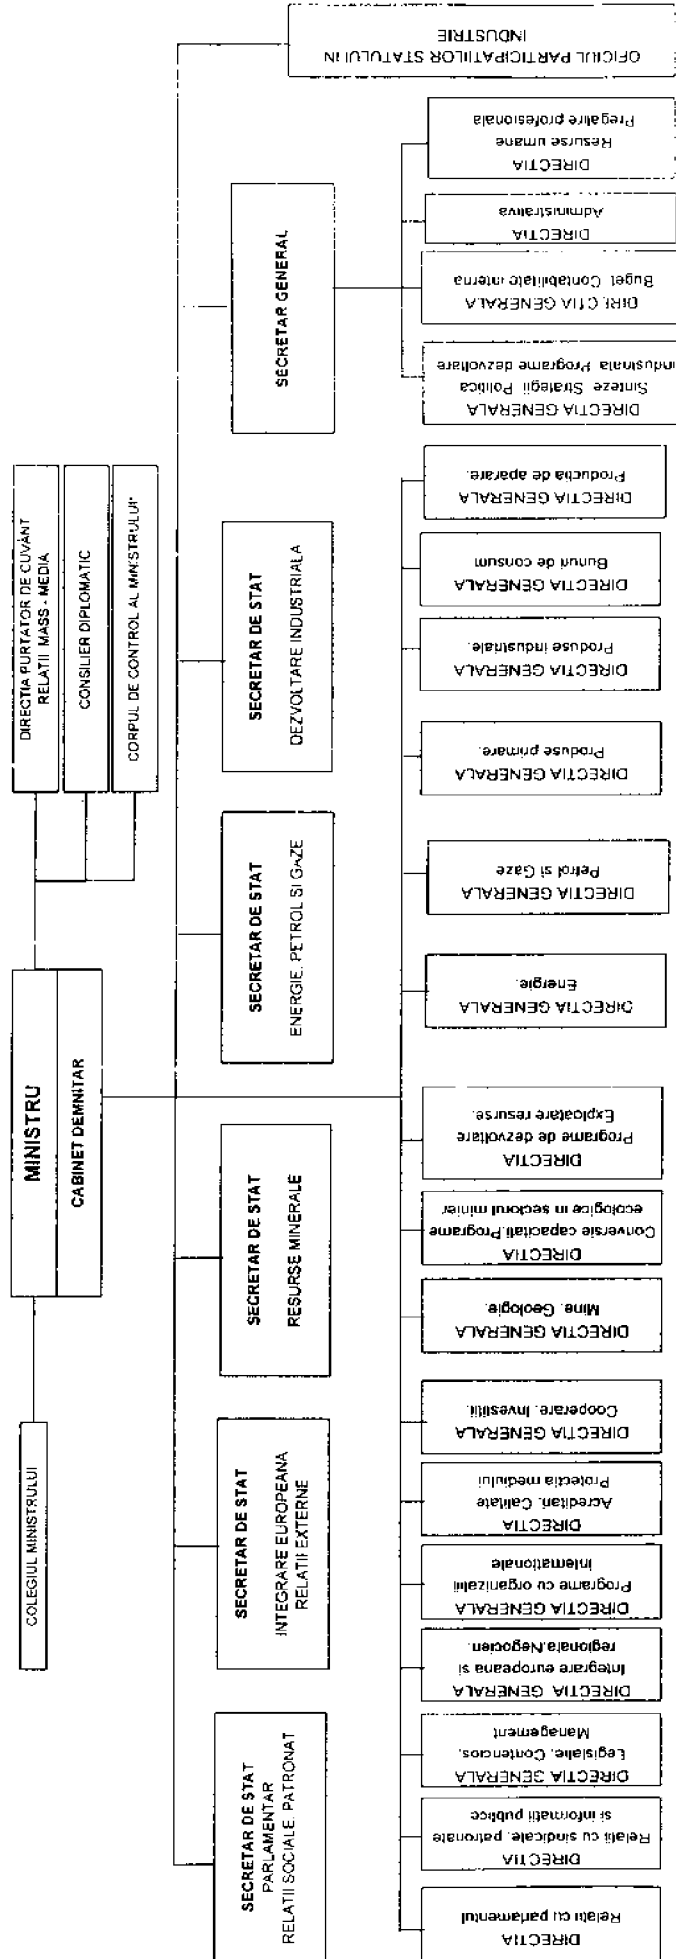 COLEGIUL MINISTRULUI
MINISTRU
CABINET DEMNITAR
DIRECTIA PURTATOR DE CUVÂNT
RELATII MASS - MEDIA
CONSILIER DIPLOMATIC
CORPUL DE CONTROL AL MINISTRULUI*
SECRETAR DE STAT
PARLAMENTAR
RELATII SOCIALE, PATRONAT
SECRETAR DE STAT
INTEGRARE EUROPEANA
RELATII EXTERNE
SECRETAR DE STAT
RESURSE MINERALE
SECRETAR DE STAT
ENERGIE, PETROL SI GAZE
SECRETAR DE STAT
DEZVOLTARE INDUSTRIALA
SECRETAR GENERAL
OFICIUL PARTICIPATIILOR STATULUI IN
INDUSTRIE
DIRECTIA
Relatii cu parlamentul
DIRECTIA
Relatii cu sindicate, patronate
si informatii publice
DIRECTIA GENERALA
Legislatie. Contencios.
Management
DIRECTIA GENERALA
Integrare europeana si
regionala.Negocieri.
DIRECTIA GENERALA
Programe cu organizatii
internationale
DIRECTIA
Acreditari. Calitate
Protectia mediului
DIRECTIA GENERALA
Cooperare. Investitii.
DIRECTIA GENERALA
Mine. Geologie.
DIRECTIA
Conversie capacitati.Programe
ecologice in sectorul minier
DIRECTIA
Programe de dezvoltare
Exploatare resurse.
DIRECTIA GENERALA
Energie.
DIRECTIA GENERALA
Petrol si Gaze
DIRECTIA GENERALA
Produse primare.
DIRECTIA GENERALA
Produse industriale.
DIRECTIA GENERALA
Bunuri de consum
DIRECTIA GENERALA
Productia de aparare.
DIRECTIA GENERALA
Sinteze Strategii Politica
industriala Programe dezvoltare
DIRECTIA GENERALA
Buget Contabilitate interna
DIRECTIA
Administrativa
DIRECTIA
Resurse umane
Pregatire profesionala